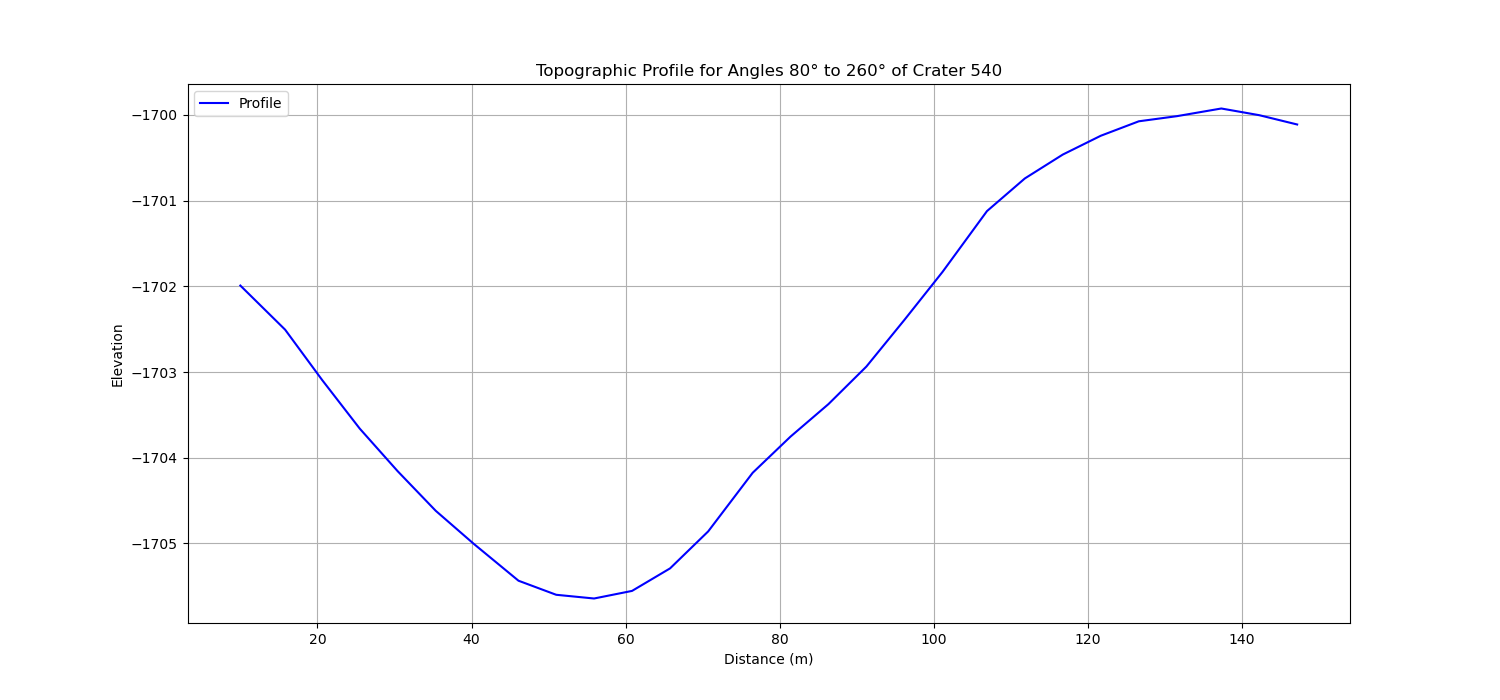 Topographic Profile for Angles 80° to 260° of Crater 540
Profile
−1700
−1701
−1702
−1703
−1704
−1705
Elevation
20 40 60 80 100 120 140
Distance (m)